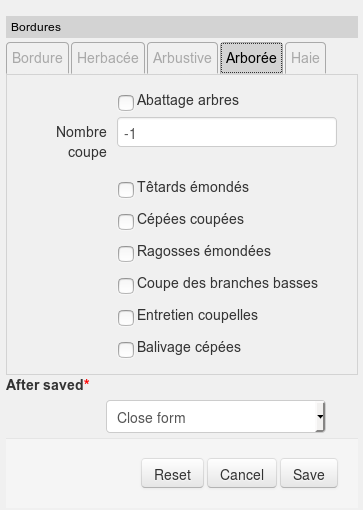 Bordures
Bordure Herbacée Arbustive Arborée Haie
Abattage arbres
Nombre -1
coupe
Têtards émondés
Cépées coupées
Ragosses émondées
Coupe des branches basses
Entretien coupelles
Balivage cépées
After saved*
Close form
Reset Cancel Save